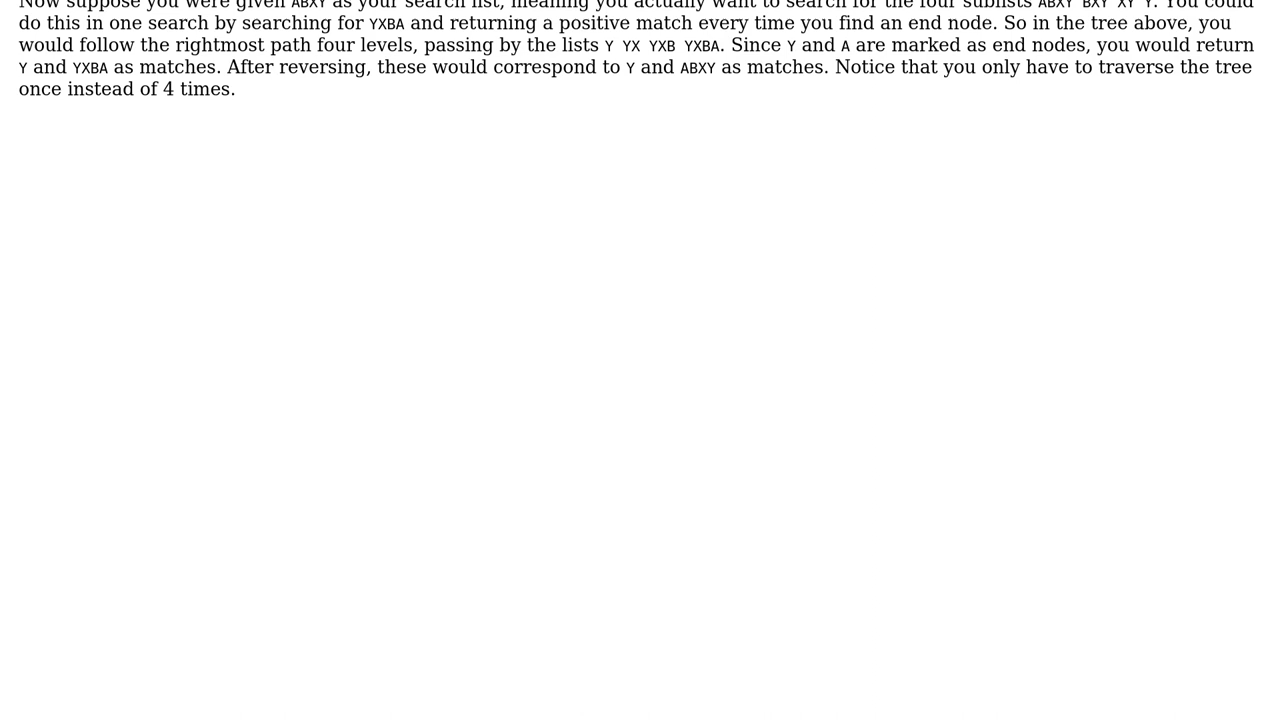 Now suppose you were given ABXY as your search list, meaning you actually want to search for the four sublists ABXY BXY XY Y. You could
do this in one search by searching for YXBA and returning a positive match every time you find an end node. So in the tree above, you
would follow the rightmost path four levels, passing by the lists Y YX YXB YXBA. Since Y and A are marked as end nodes, you would return
Y and YXBA as matches. After reversing, these would correspond to Y and ABXY as matches. Notice that you only have to traverse the tree
once instead of 4 times.